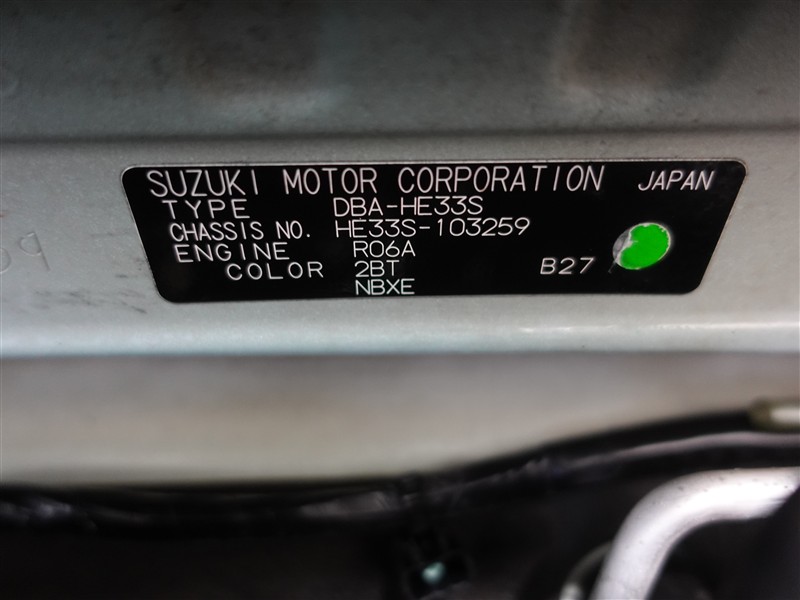 SUZUKI MOTOR CORPORATION JAPAN
TYPE DBA-HE33S
CHASSIS NO. HE33S-103259
ENGINE R06A
COLOR 2BT B27
NBXE